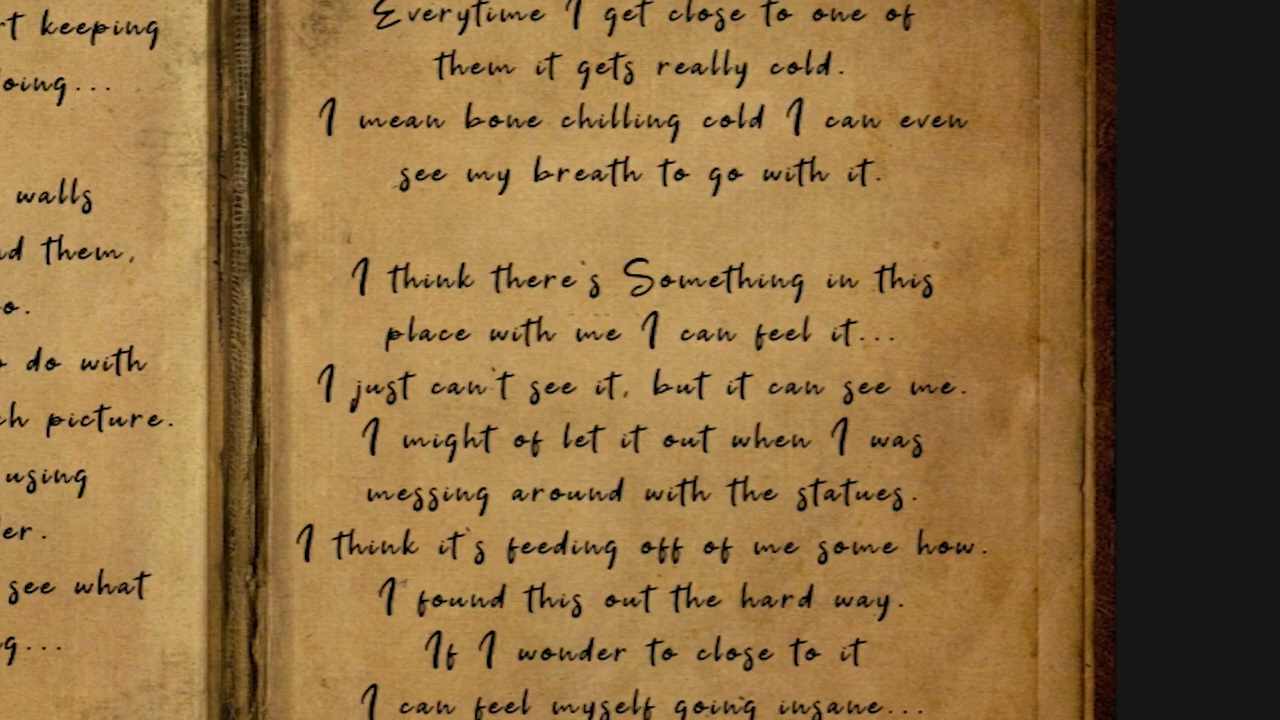 rt keeping
oing...
walls
nd them,
o.
o do with
ch picture.
using
er.
see what
g...
Everytime I get close to one of
them it gets really cold.
I mean bone chilling cold I can even
see my breath to go with it.
I think there's Something in this
place with me I can feel it...
I just can't see it, but it can see me.
I might of let it out when I was
messing around with the statues.
I think it's feeding off of me some how.
I found this out the hard way.
If I wonder to close to it
I can feel myself going insane...